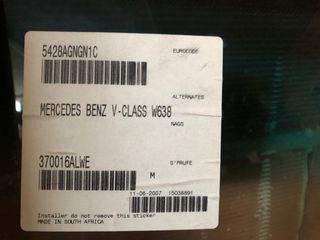 5428AGNGN1C
EUROCODE
ALTERNATES
MERCEDES BENZ V-CLASS W638
NAGS
370016ALWE
S'PRUFE
M
11-06-2007 15038891
Installer do not remove this sticker
MADE IN SOUTH AFRICA